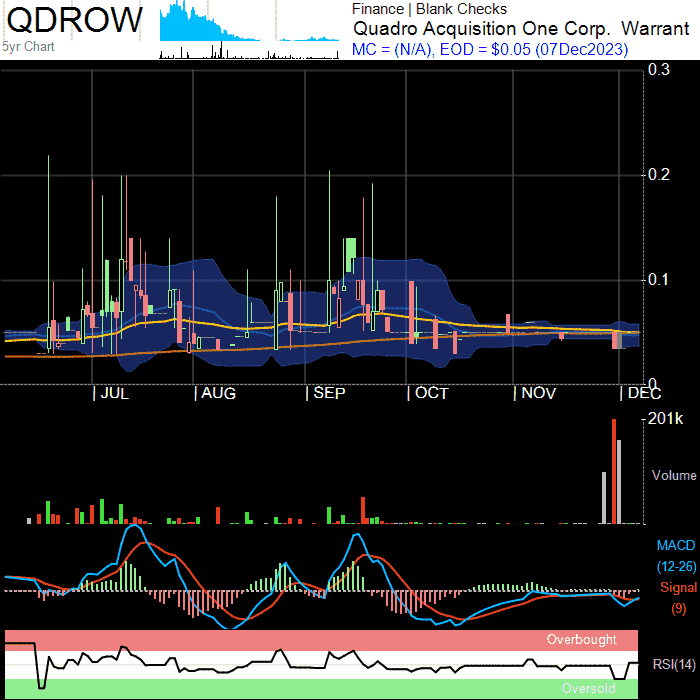 QDROW
5yr Chart
Finance | Blank Checks
Quadro Acquisition One Corp. Warrant
MC = (N/A), EOD = $0.05 (07Dec2023)
0.3
0.2
0.1
0
JUL
AUG
SEP
OCT
NOV
DEC
201k
Volume
MACD
(12-26)
Signal
(9)
Overbought
RSI(14)
Oversold